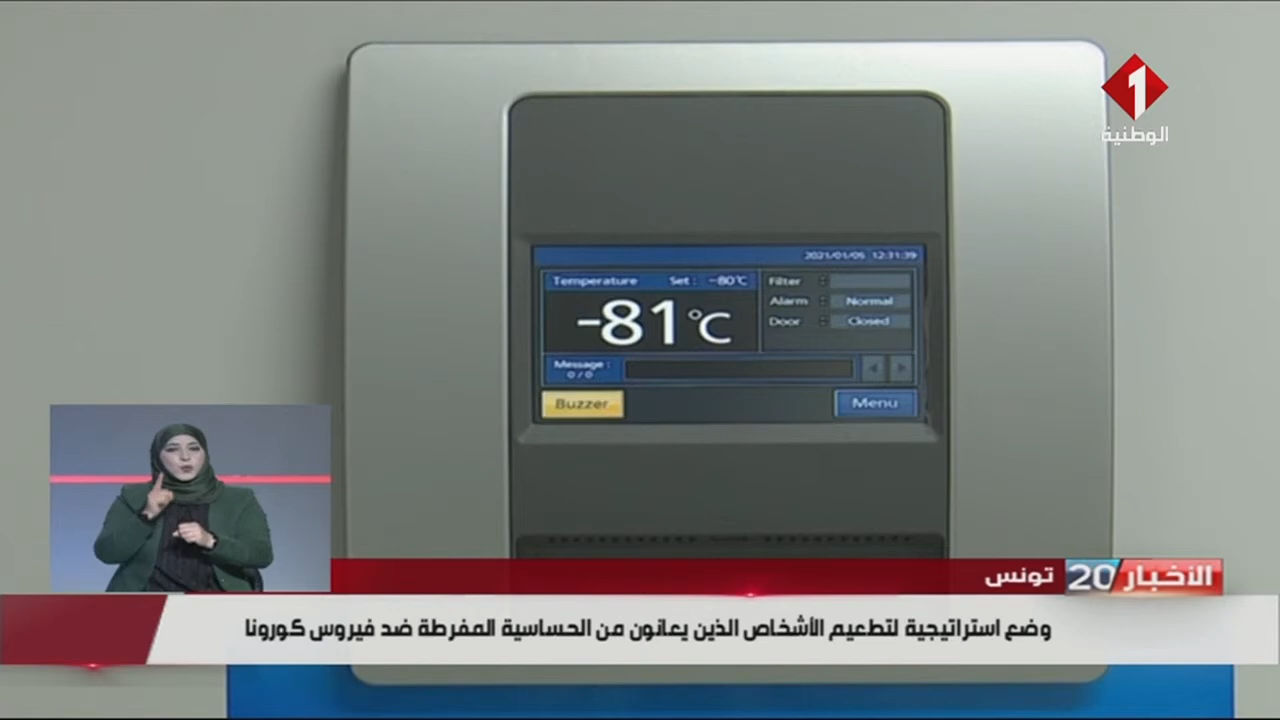 1
الوطنية
2021/01/05 12:31:39
Temperature Set : -80°C
-81°C
Filter :
Alarm : Normal
Door : Closed
Message :
0 / 0
Buzzer
Menu
الأخبار 20 تونس
وضع استراتيجية لتطعيم الأشخاص الذين يعانون من الحساسية المفرطة ضد فيروس كورونا